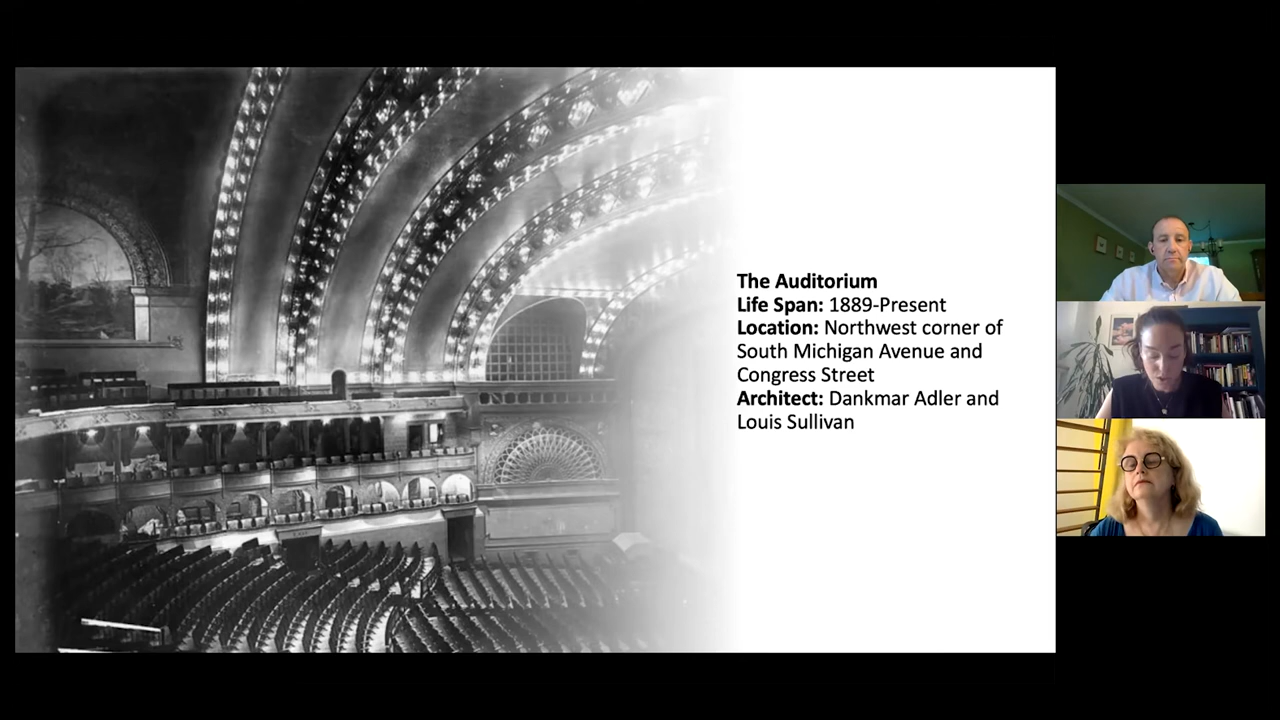 The Auditorium
Life Span: 1889-Present
Location: Northwest corner of
South Michigan Avenue and
Congress Street
Architect: Dankmar Adler and
Louis Sullivan